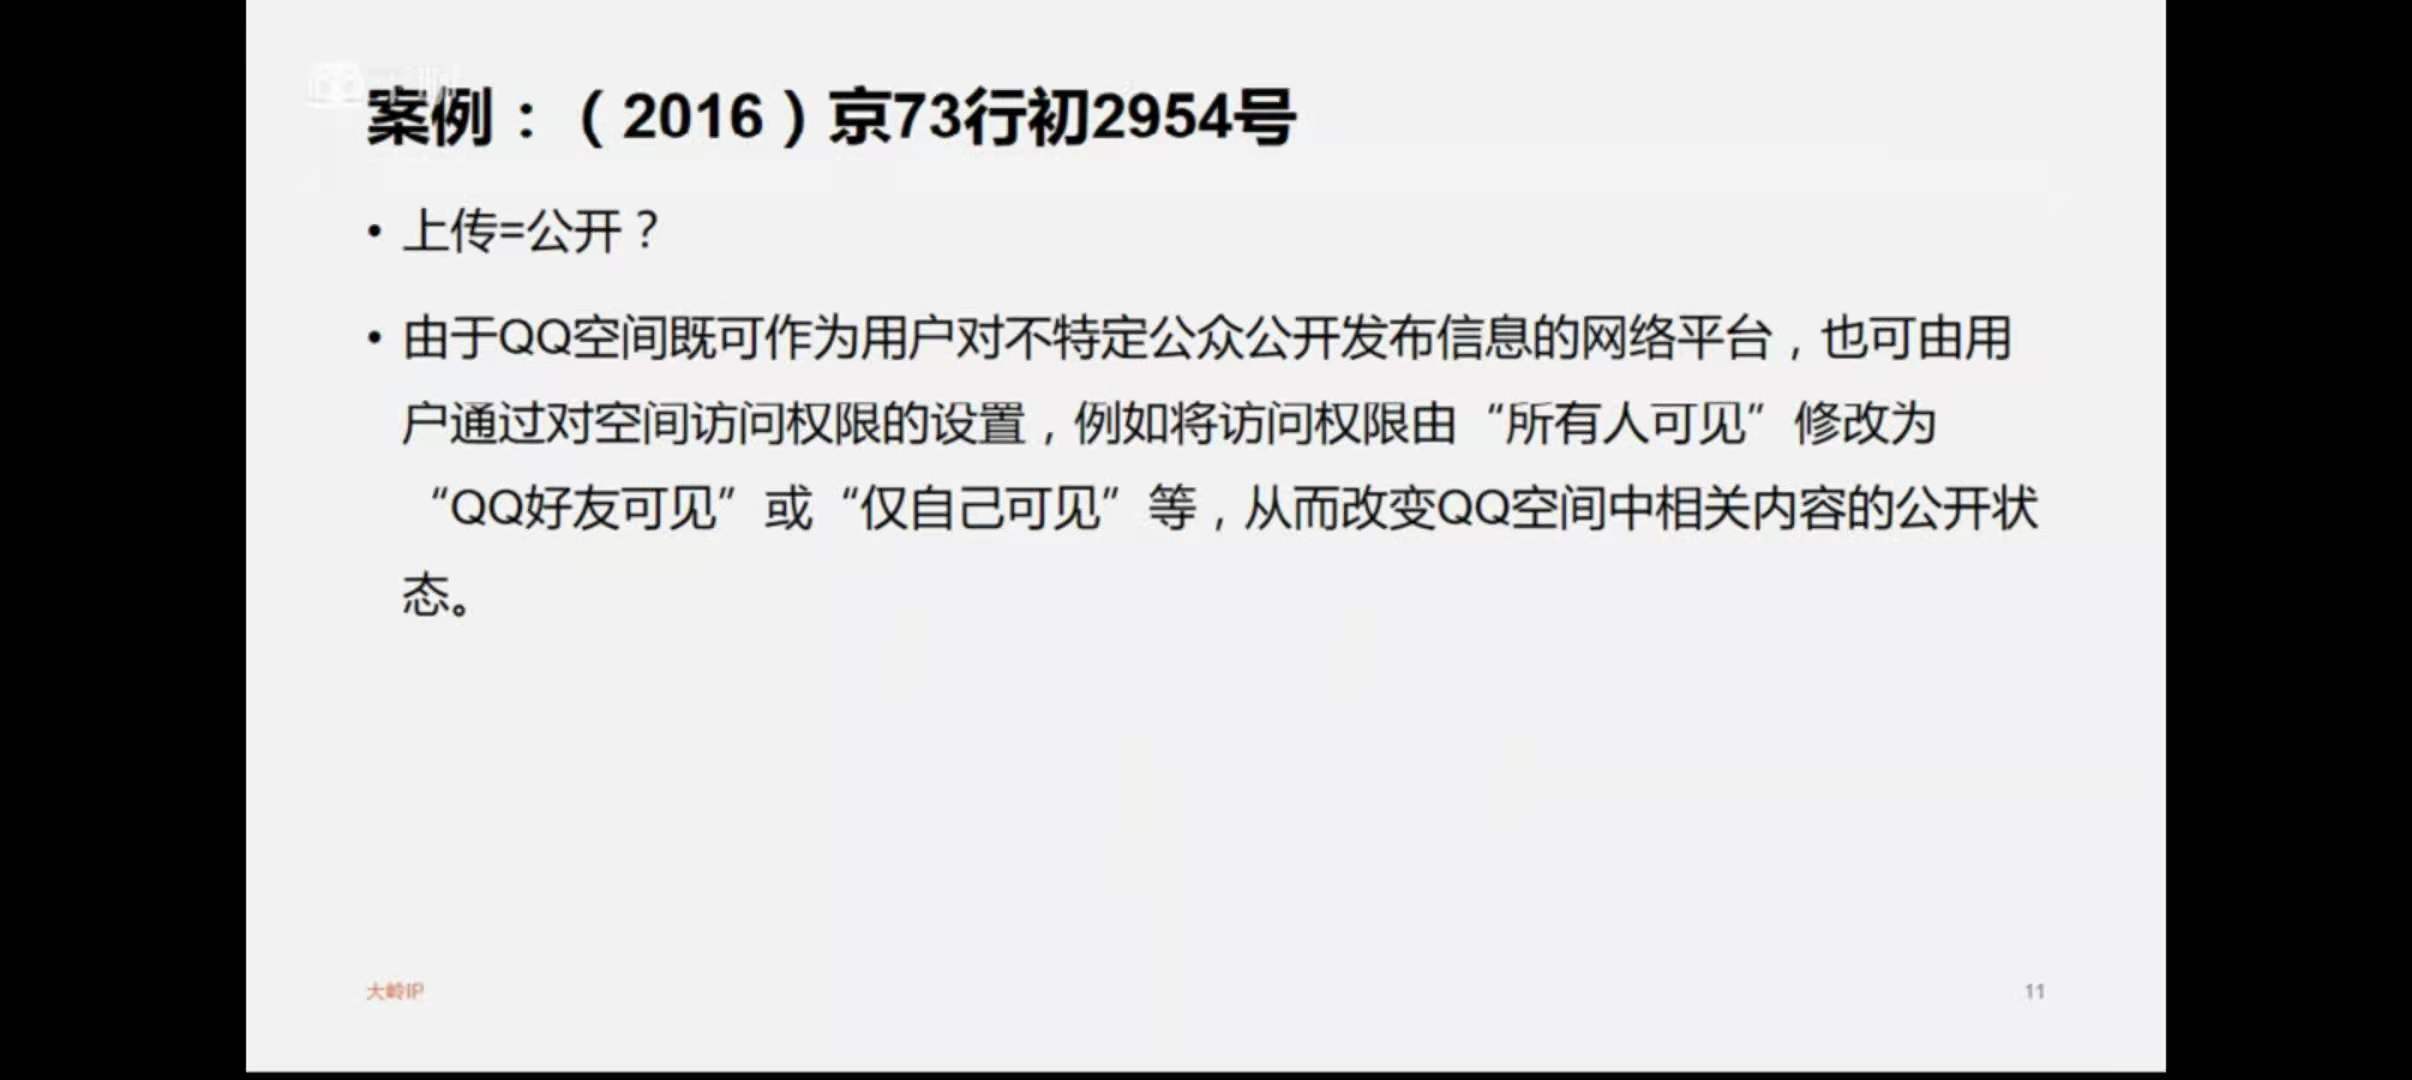 案例：（2016）京73行初2954号
• 上传=公开？
• 由于QQ空间既可作为用户对不特定公众公开发布信息的网络平台，也可由用
户通过对空间访问权限的设置，例如将访问权限由“所有人可见”修改为
“QQ好友可见”或“仅自己可见”等，从而改变QQ空间中相关内容的公开状
态。
大岭IP
11